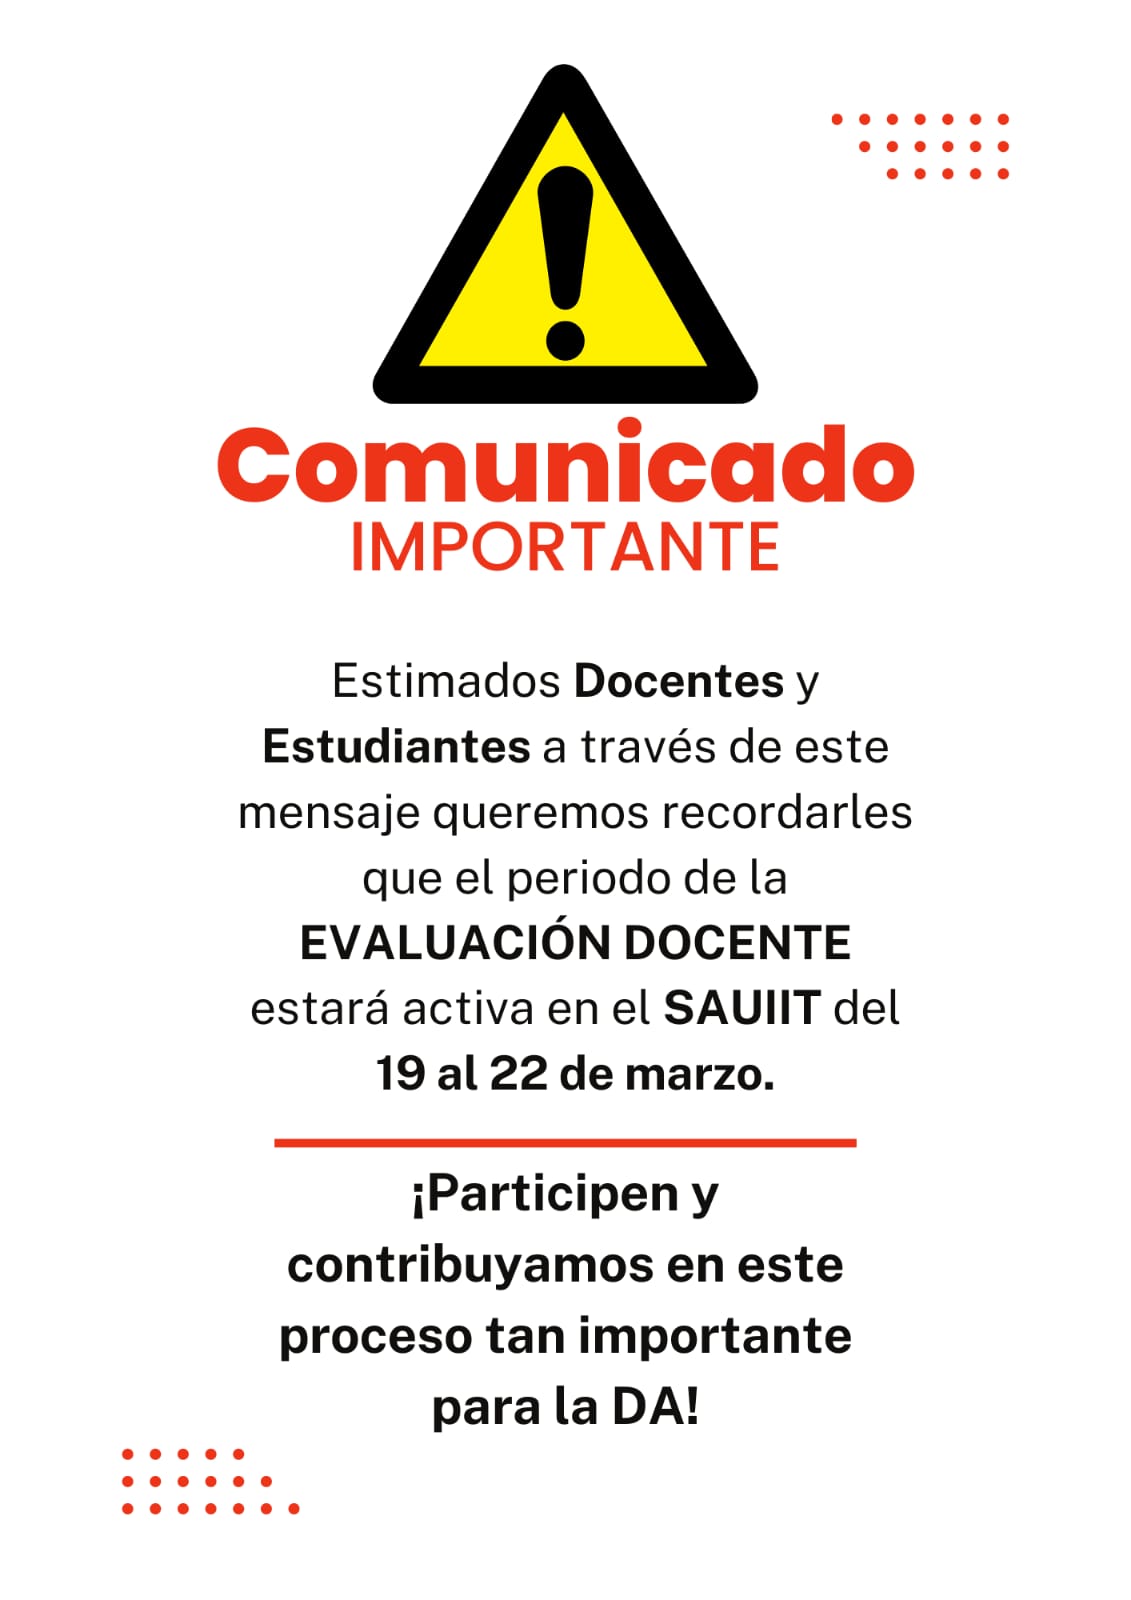 Comunicado
IMPORTANTE
Estimados Docentes y
Estudiantes a través de este
mensaje queremos recordarles
que el periodo de la
EVALUACIÓN DOCENTE
estará activa en el SAUIIT del
19 al 22 de marzo.
¡Participen y
contribuyamos en este
proceso tan importante
para la DA!